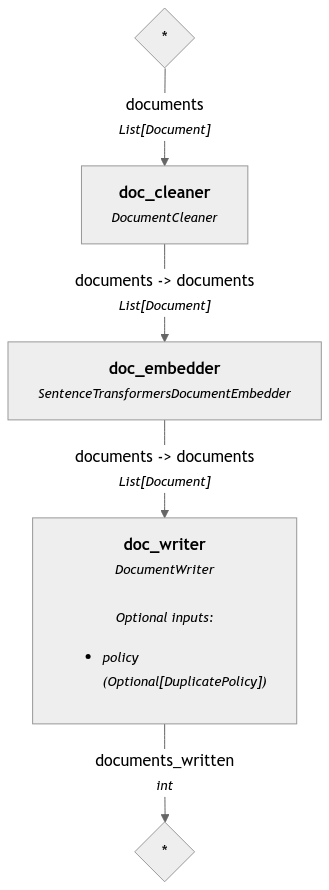 *
documents
List[Document]
doc_cleaner
DocumentCleaner
documents -> documents
List[Document]
doc_embedder
SentenceTransformersDocumentEmbedder
documents -> documents
List[Document]
doc_writer
DocumentWriter
Optional inputs:
• policy
(Optional[DuplicatePolicy])
documents_written
int
*